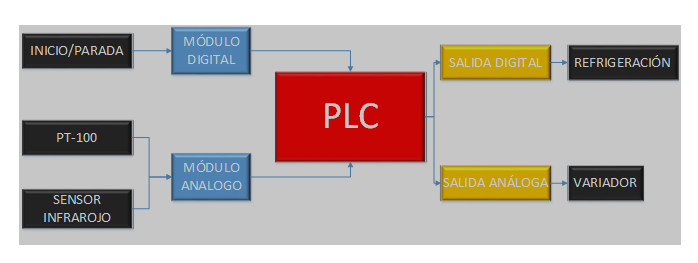 INICIO/PARADA
MÓDULO
DIGITAL
PT-100
SENSOR
INFRAROJO
MÓDULO
ANALOGO
PLC
SALIDA DIGITAL
REFRIGERACIÓN
SALIDA ANÁLOGA
VARIADOR